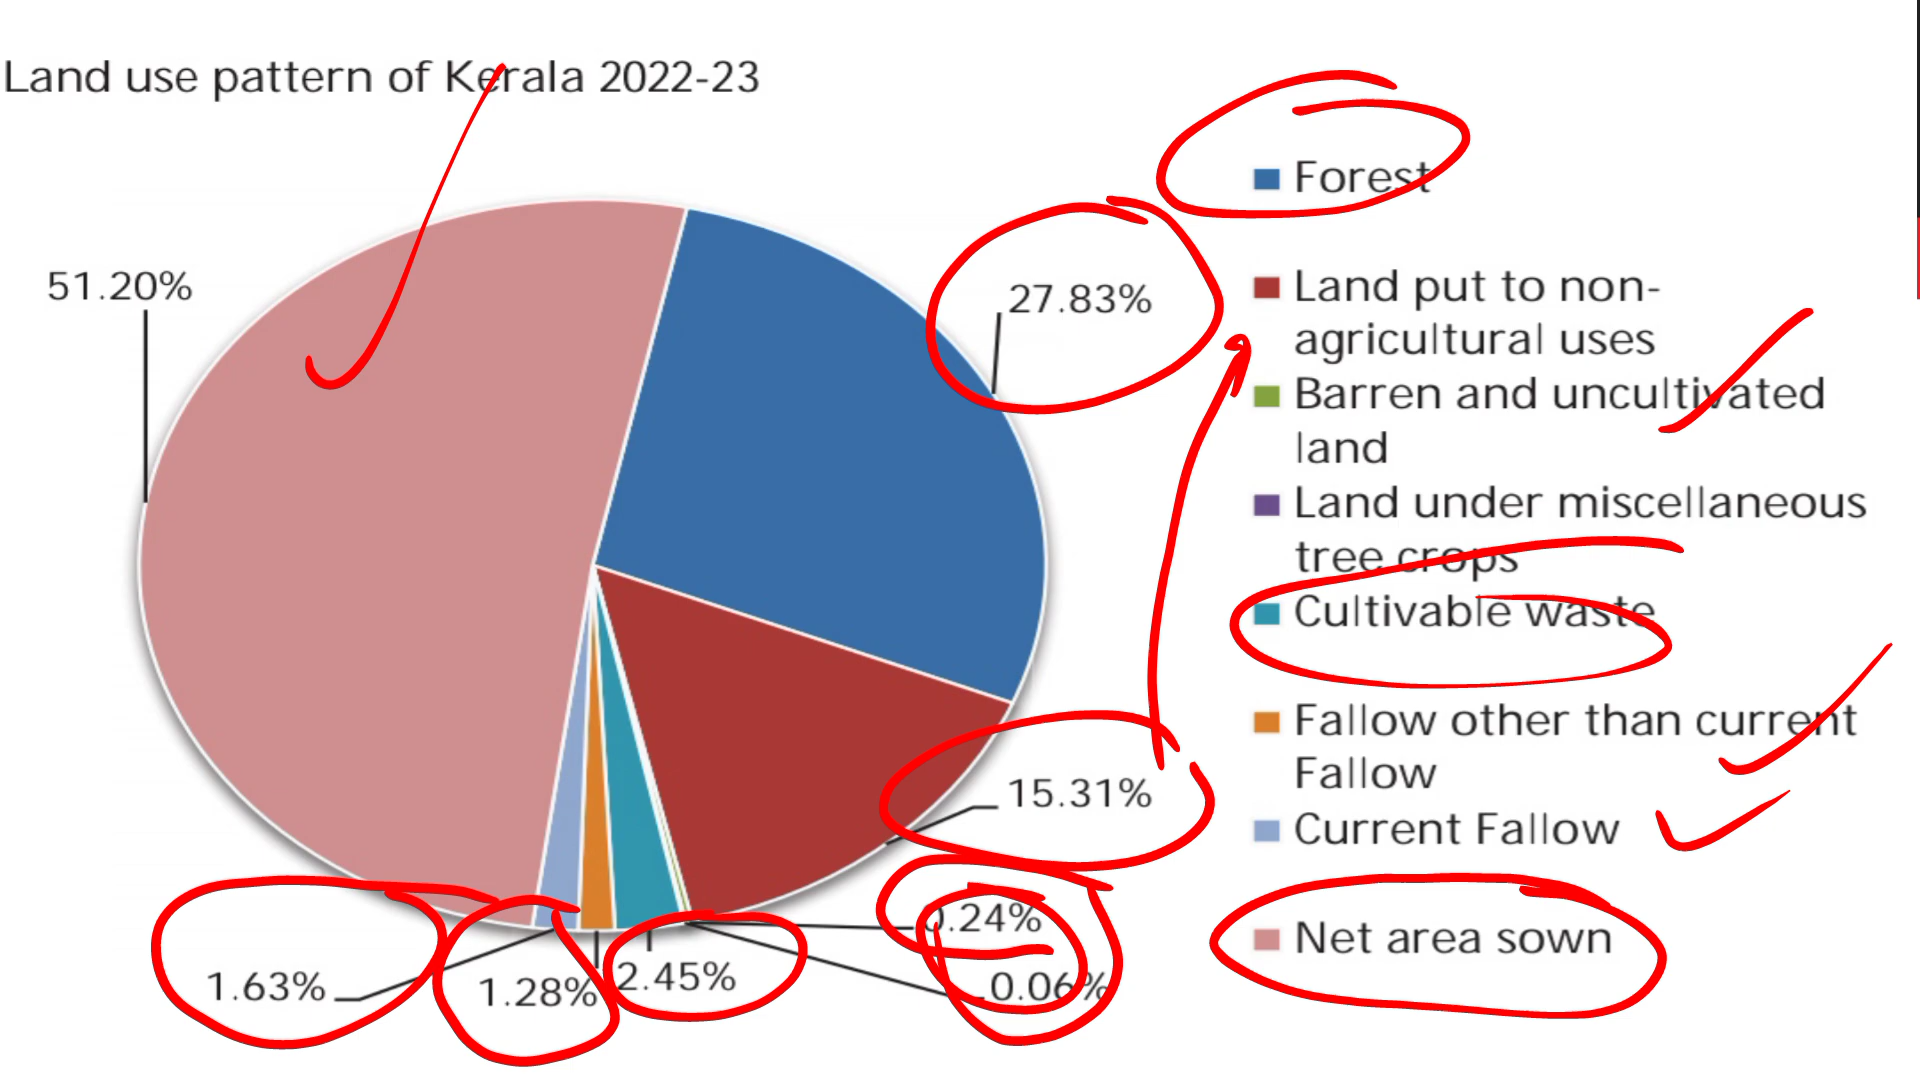 Land use pattern of Kerala 2022-23
51.20%
27.83%
15.31%
0.24%
0.06%
2.45%
1.28%
1.63%
Forest
Land put to non-
agricultural uses
Barren and uncultivated
land
Land under miscellaneous
tree crops
Cultivable waste
Fallow other than current
Fallow
Current Fallow
Net area sown